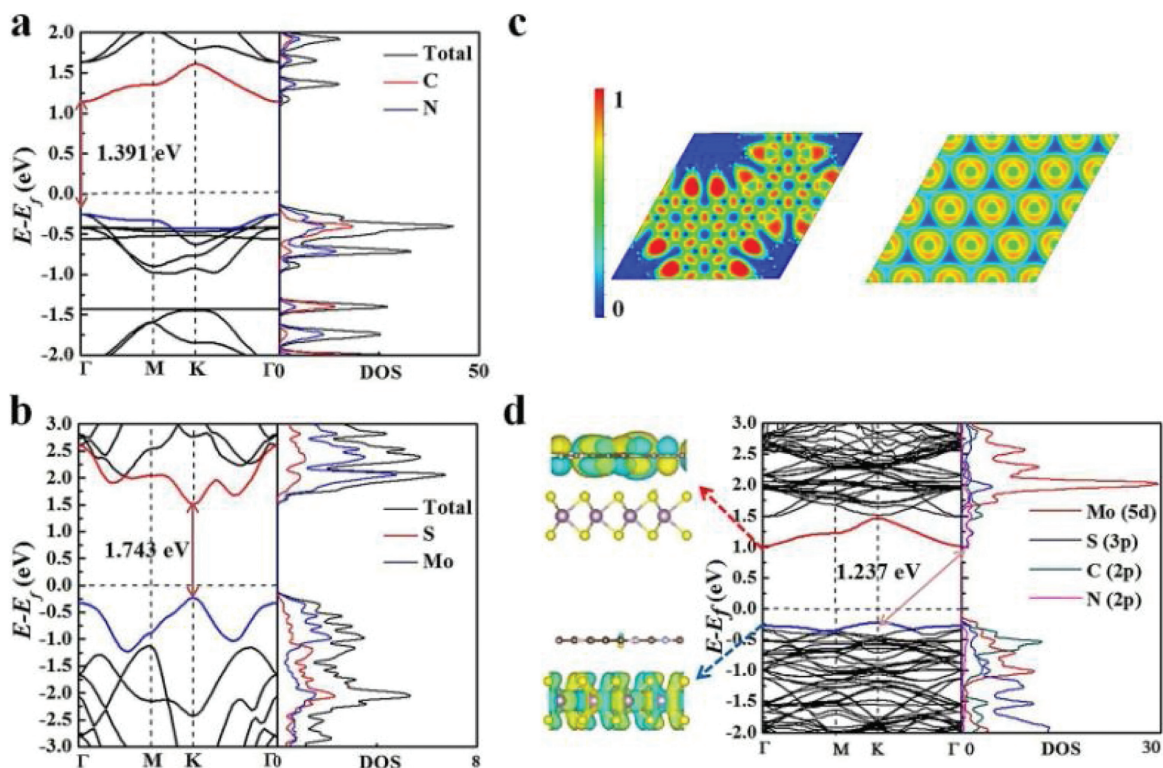 a
E-E_f (eV)
2.0
1.5
1.0
0.5
0.0
-0.5
-1.0
-1.5
-2.0
1.391 eV
Total
C
N
Γ M K Γ0 DOS 50
c
1
0
b
E-E_f (eV)
3.0
2.5
2.0
1.5
1.0
0.5
0.0
-0.5
-1.0
-1.5
-2.0
-2.5
-3.0
1.743 eV
Total
S
Mo
Γ M K Γ0 DOS 8
d
E-E_f (eV)
3.0
2.5
2.0
1.5
1.0
0.5
0.0
-0.5
-1.0
-1.5
-2.0
1.237 eV
Mo (5d)
S (3p)
C (2p)
N (2p)
Γ M K Γ 0 DOS 30